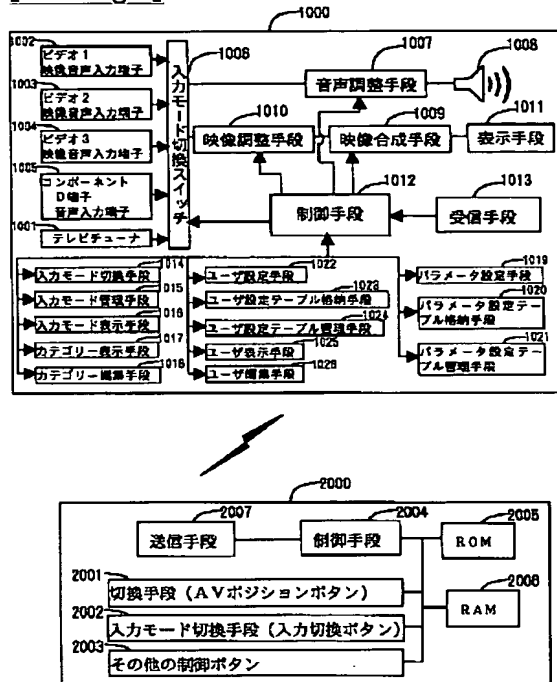 1000
1002
ビデオ1
映像音声入力端子
1003
ビデオ2
映像音声入力端子
1004
ビデオ3
映像音声入力端子
1005
コンポーネント
D端子
音声入力端子
1001
テレビチューナ
1006
入力モード切換スイッチ
1007
音声調整手段
1008
1010
映像調整手段
1009
映像合成手段
1011
表示手段
1012
制御手段
1013
受信手段
1014
入力モード切換手段
1015
入力モード管理手段
1016
入力モード表示手段
1017
カテゴリー表示手段
1018
カテゴリー編集手段
1022
ユーザ設定手段
1023
ユーザ設定テーブル格納手段
1024
ユーザ設定テーブル管理手段
1025
ユーザ表示手段
1026
ユーザ編集手段
1019
パラメータ設定手段
1020
パラメータ設定テー
ブル格納手段
1021
パラメータ設定テー
ブル管理手段
2000
2007
送信手段
2004
制御手段
2005
ROM
2006
RAM
2001
切換手段(AVポジションボタン)
2002
入力モード切換手段(入力切換ボタン)
2003
その他の制御ボタン